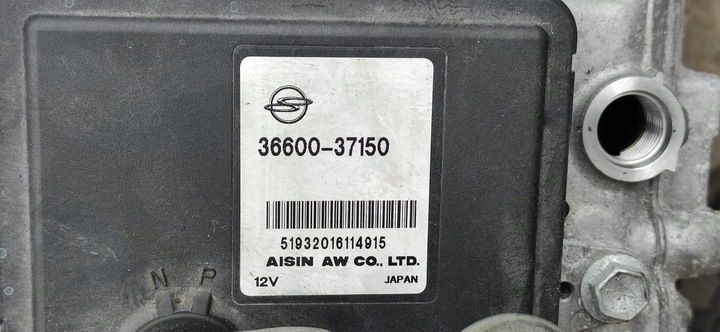 36600-37150
51932016114915
AISIN AW CO., LTD.
12V JAPAN
N P